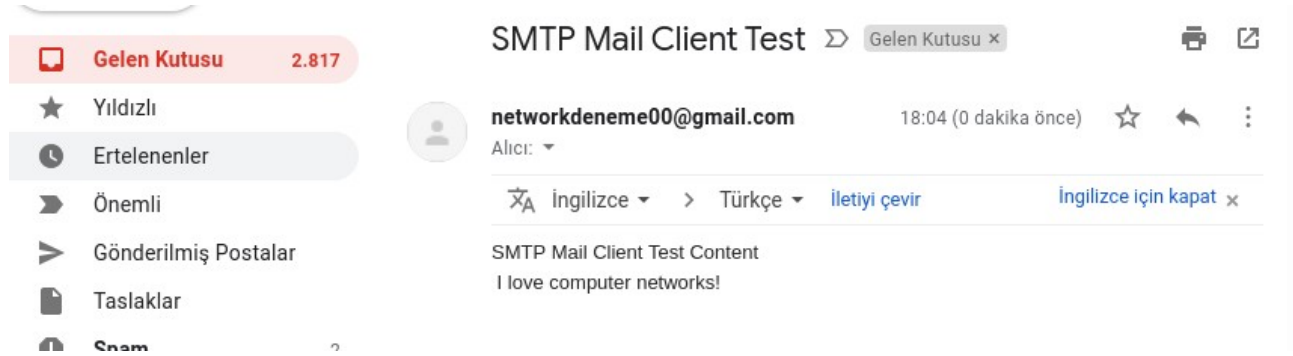 Gelen Kutusu 2.817
Yıldızlı
Ertelenenler
Önemli
Gönderilmiş Postalar
Taslaklar
Spam 2
SMTP Mail Client Test Gelen Kutusu ×
networkdeneme00@gmail.com 18:04 (0 dakika önce)
Alıcı:
İngilizce > Türkçe İletiyi çevir İngilizce için kapat ×
SMTP Mail Client Test Content
I love computer networks!